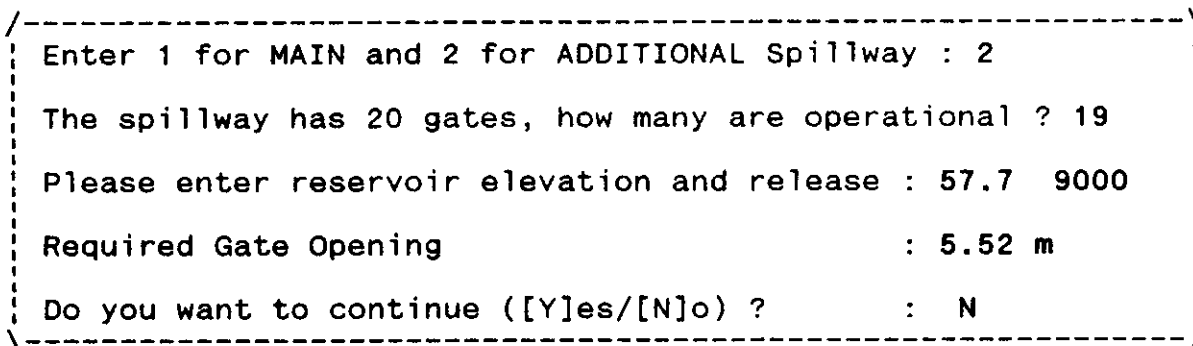 Enter 1 for MAIN and 2 for ADDITIONAL Spillway : 2
The spillway has 20 gates, how many are operational ? 19
Please enter reservoir elevation and release : 57.7 9000
Required Gate Opening : 5.52 m
Do you want to continue ([Y]es/[N]o) ? : N